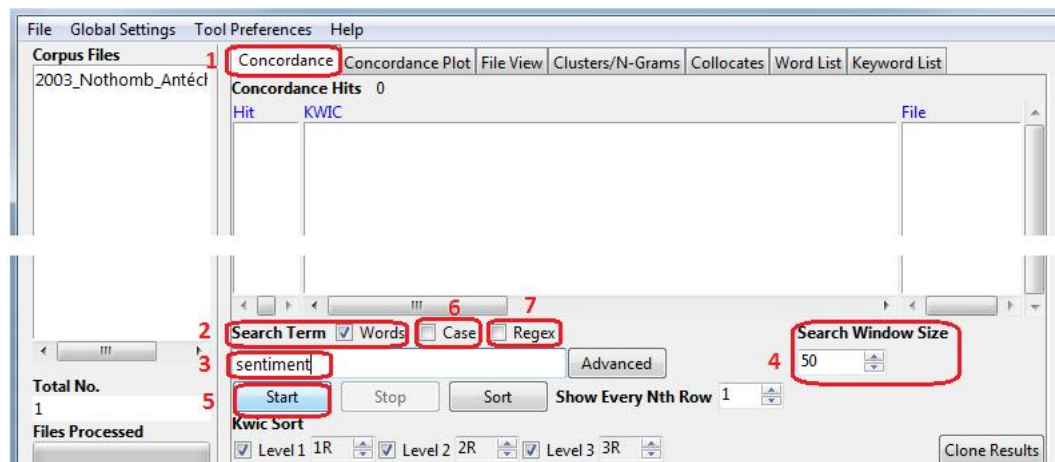 File Global Settings Tool Preferences Help
Corpus Files
2003_Nothomb_Antéch
1
Concordance Concordance Plot File View Clusters/N-Grams Collocates Word List Keyword List
Concordance Hits 0
Hit KWIC File
6 7
2 Search Term Words Case Regex Search Window Size
3 sentiment Advanced 4 50
Total No.
1
5 Start Stop Sort Show Every Nth Row 1
Files Processed
Kwic Sort
Level 1 1R Level 2 2R Level 3 3R Clone Results